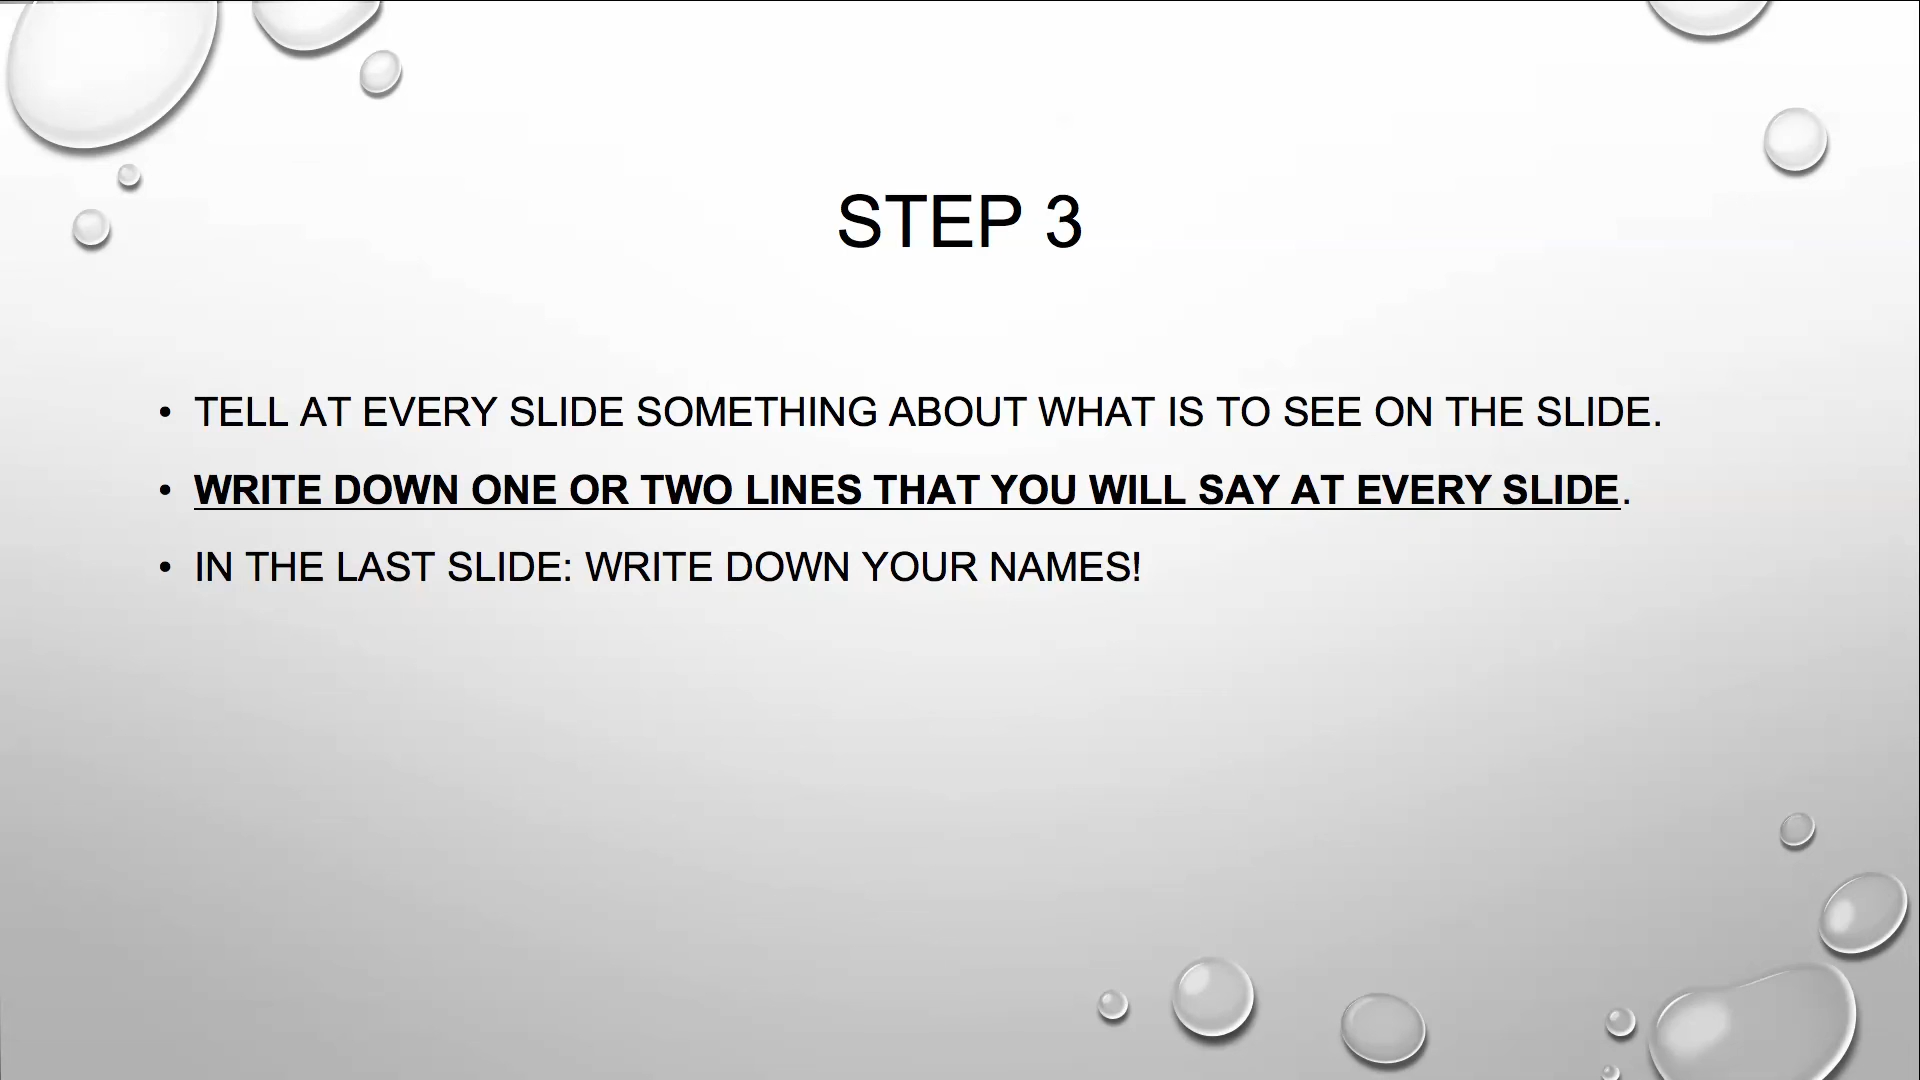 STEP 3
• TELL AT EVERY SLIDE SOMETHING ABOUT WHAT IS TO SEE ON THE SLIDE.
• WRITE DOWN ONE OR TWO LINES THAT YOU WILL SAY AT EVERY SLIDE.
• IN THE LAST SLIDE: WRITE DOWN YOUR NAMES!